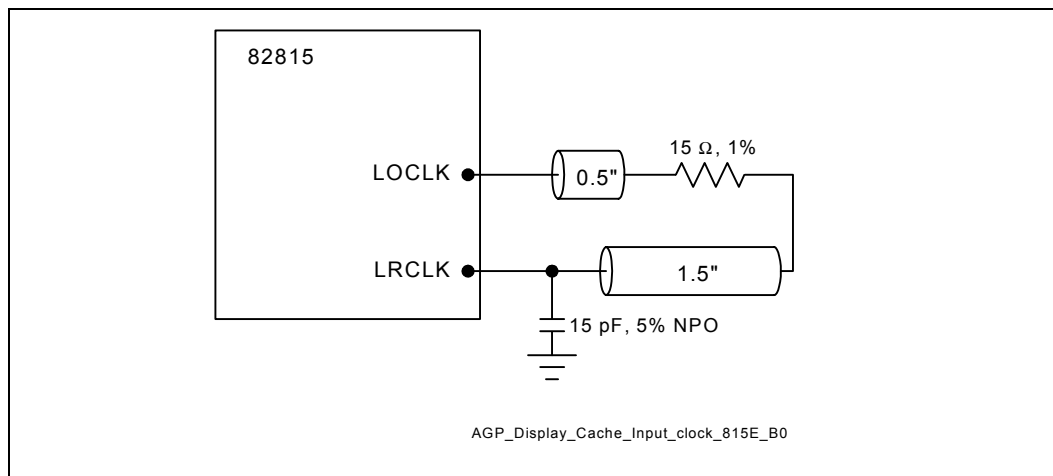 82815
15 Ω, 1%
LOCLK
0.5"
LRCLK
1.5"
15 pF, 5% NPO
AGP_Display_Cache_Input_clock_815E_B0